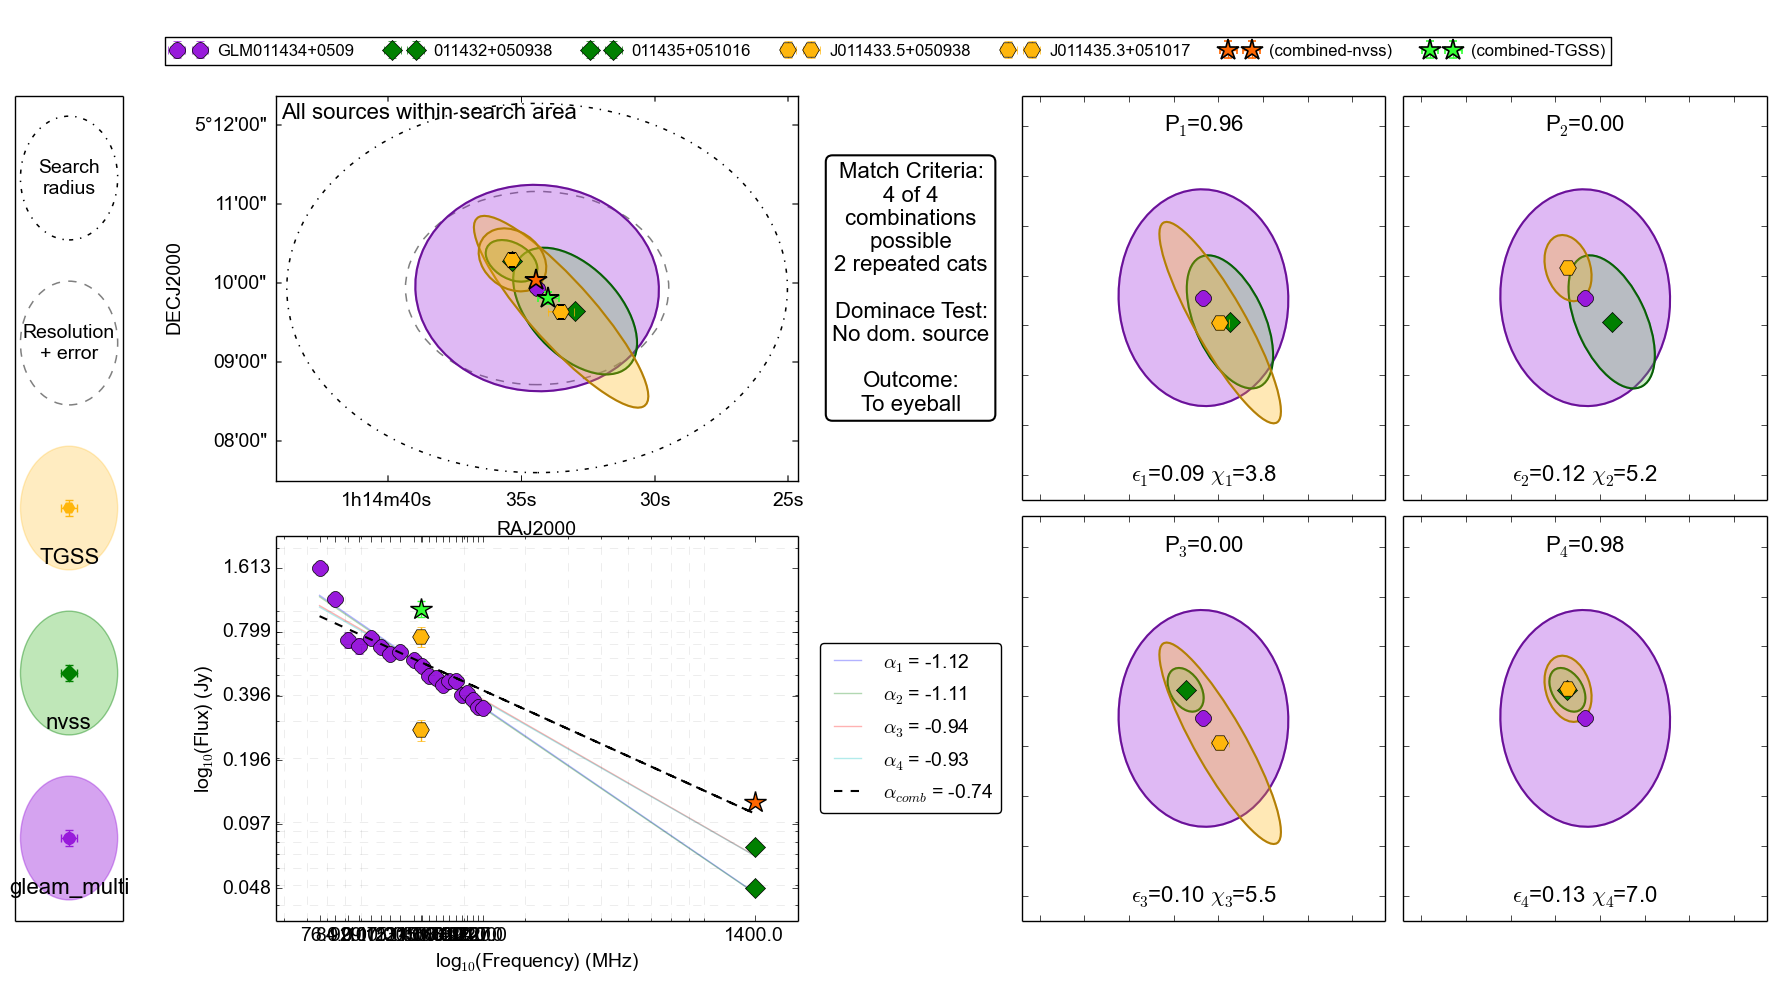 GLM011434+0509 011432+050938 011435+051016 J011433.5+050938 J011435.3+051017 (combined-nvss) (combined-TGSS)
Search
radius
Resolution
+ error
TGSS
nvss
gleam_multi
All sources within search area
5°12'00"
11'00"
10'00"
09'00"
08'00"
DECJ2000
1h14m40s 35s 30s 25s
RAJ2000
Match Criteria:
4 of 4
combinations
possible
2 repeated cats
Dominace Test:
No dom. source
Outcome:
To eyeball
P1=0.96
ϵ1=0.09 χ1=3.8
P2=0.00
ϵ2=0.12 χ2=5.2
P3=0.00
ϵ3=0.10 χ3=5.5
P4=0.98
ϵ4=0.13 χ4=7.0
1.613
0.799
0.396
0.196
0.097
0.048
log10(Flux) (Jy)
1400.0
log10(Frequency) (MHz)
α1 = -1.12
α2 = -1.11
α3 = -0.94
α4 = -0.93
αcomb = -0.74